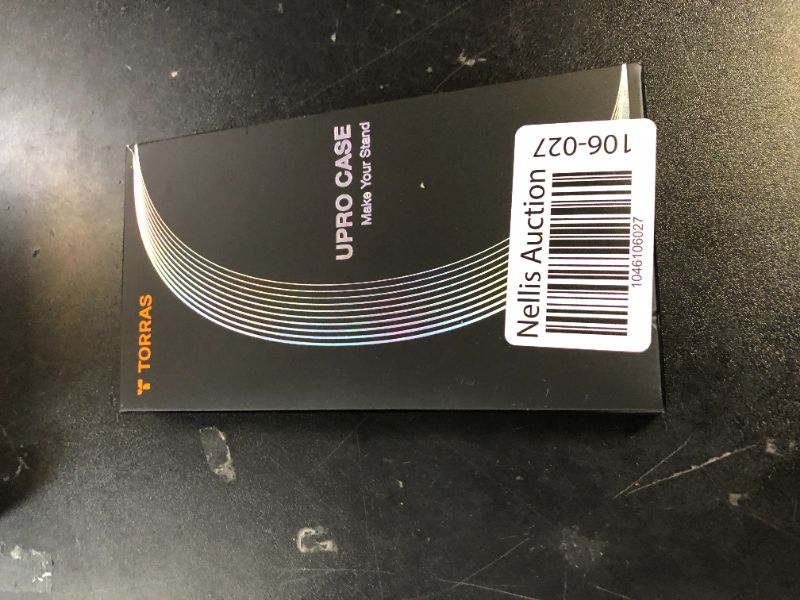 TORRAS
UPRO CASE
Make Your Stand
Nellis Auction
1046106027
106-027